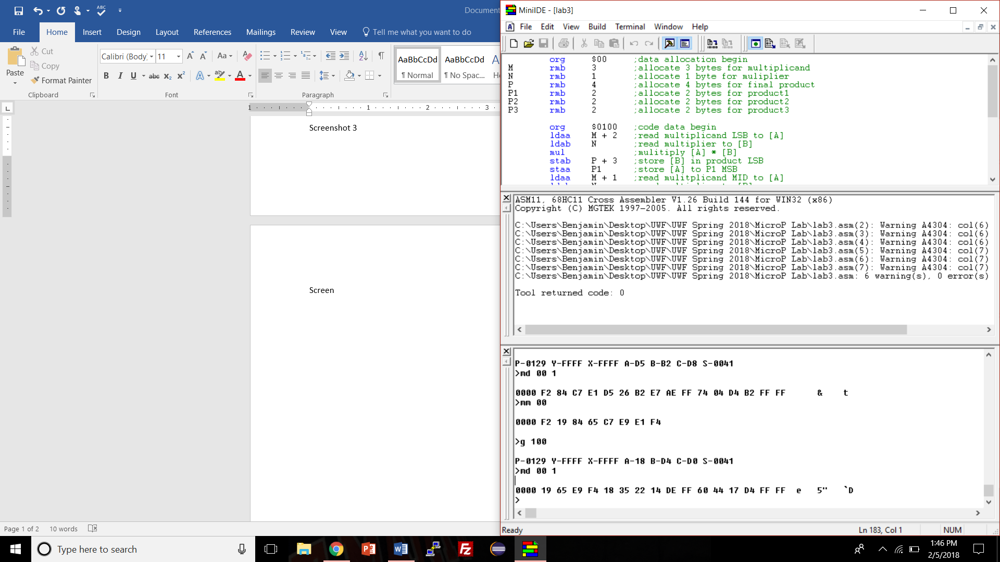 ABC
Document
File
Home
Insert
Design
Layout
References
Mailings
Review
View
Tell me what you want to do
Paste
Cut
Copy
Format Painter
Clipboard
Calibri (Body)
11
Aa
B I U abc X₂ X²
A
A
Font
Paragraph
AaBbCcDd
¶ Normal
AaBbCcDd
¶ No Spac...
1 1 2 3
Screenshot 3
Screen
Page 1 of 2
10 words
MiniIDE - [lab3]
File Edit View Build Terminal Window Help
org $00 ;data allocation begin
M rmb 3 ;allocate 3 bytes for multiplicand
N rmb 1 ;allocate 1 byte for muliplier
P rmb 4 ;allocate 4 bytes for final product
P1 rmb 2 ;allocate 2 bytes for product1
P2 rmb 2 ;allocate 2 bytes for product2
P3 rmb 2 ;allocate 2 bytes for product3
org $0100 ;code data begin
ldaa M + 2 ;read multiplicand LSB to [A]
ldab N ;read multiplier to [B]
mul ;mulitiply [A] * [B]
stab P + 3 ;store [B] in product LSB
staa P1 ;store [A] to P1 MSB
ldaa M + 1 ;read mulitplicand MID to [A]
ASM11, 68HC11 Cross Assembler V1.26 Build 144 for WIN32 (x86)
Copyright (C) MGTEK 1997-2005. All rights reserved.
C:\Users\Benjamin\Desktop\UWF\UWF Spring 2018\MicroP Lab\lab3.asm(2): Warning A4304: col(6)
C:\Users\Benjamin\Desktop\UWF\UWF Spring 2018\MicroP Lab\lab3.asm(3): Warning A4304: col(6)
C:\Users\Benjamin\Desktop\UWF\UWF Spring 2018\MicroP Lab\lab3.asm(4): Warning A4304: col(6)
C:\Users\Benjamin\Desktop\UWF\UWF Spring 2018\MicroP Lab\lab3.asm(5): Warning A4304: col(7)
C:\Users\Benjamin\Desktop\UWF\UWF Spring 2018\MicroP Lab\lab3.asm(6): Warning A4304: col(7)
C:\Users\Benjamin\Desktop\UWF\UWF Spring 2018\MicroP Lab\lab3.asm(7): Warning A4304: col(7)
C:\Users\Benjamin\Desktop\UWF\UWF Spring 2018\MicroP Lab\lab3.asm: 6 warning(s), 0 error(s)
Tool returned code: 0
P-0129 Y-FFFF X-FFFF A-D5 B-B2 C-D8 S-0041
>md 00 1
0000 F2 84 C7 E1 D5 26 B2 E7 AE FF 74 04 D4 B2 FF FF & t
>mm 00
0000 F2 19 84 65 C7 E9 E1 F4
>g 100
P-0129 Y-FFFF X-FFFF A-18 B-D4 C-D0 S-0041
>md 00 1
0000 19 65 E9 F4 18 35 22 14 DE FF 60 44 17 D4 FF FF e 5" `D
>
Ready
Ln 183, Col 1
NUM
Type here to search
1:46 PM
2/5/2018